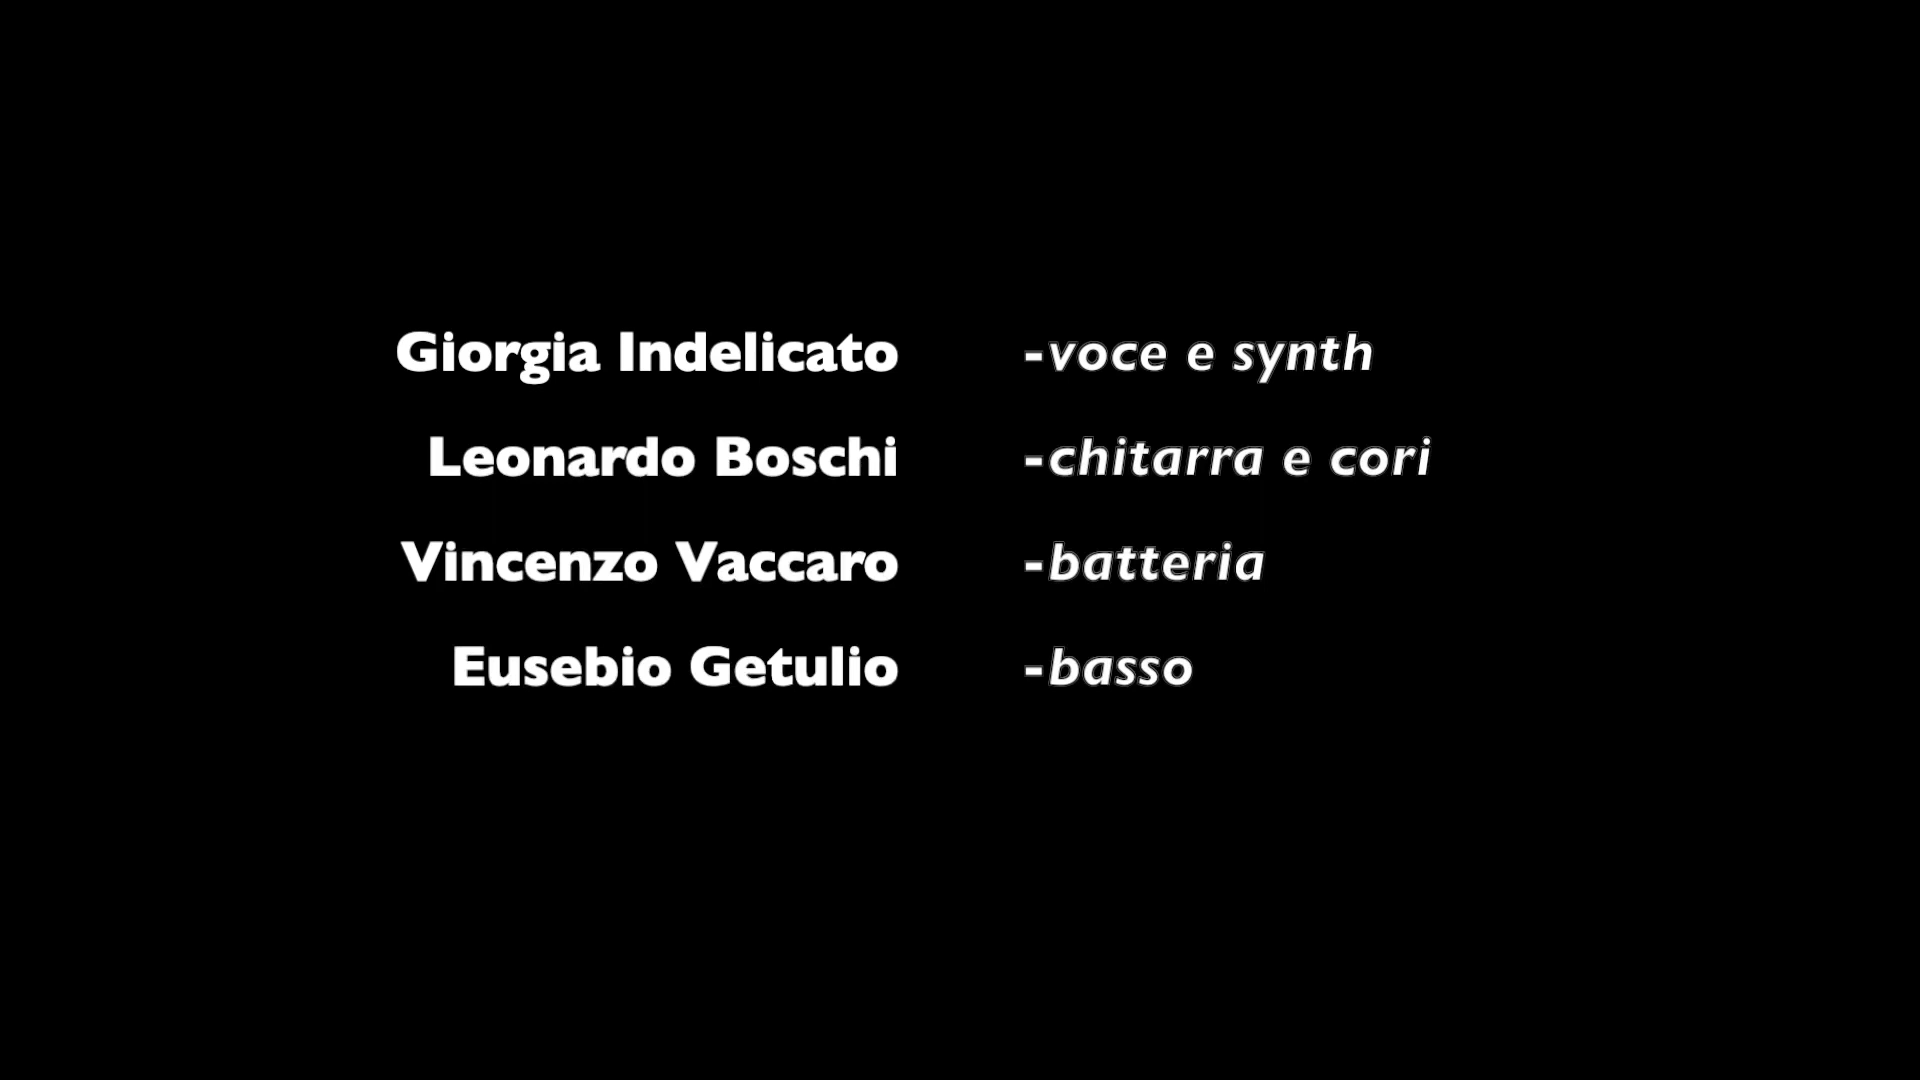 Giorgia Indelicato -voce e synth
Leonardo Boschi -chitarra e cori
Vincenzo Vaccaro -batteria
Eusebio Getulio -basso